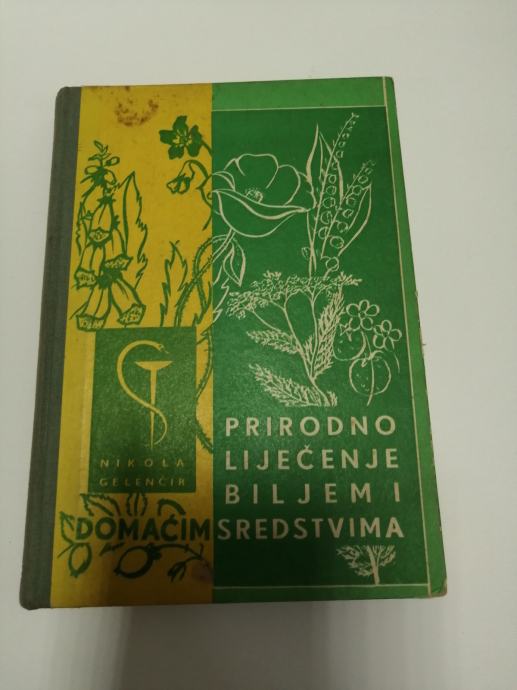 NIKOLA
GELENČIR
PRIRODNO
LIJEČENJE
BILJEM I
DOMAĆIM SREDSTVIMA